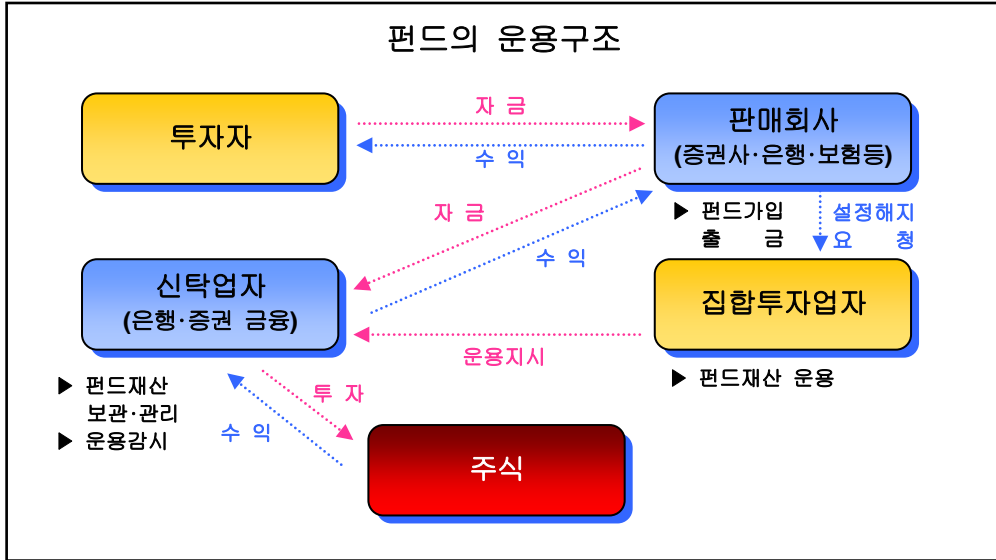 펀드의 운용구조
투자자
자 금
수 익
판매회사
(증권사·은행·보험등)
자 금
수 익
▶ 펀드가입
출 금
설정해지
요 청
신탁업자
(은행·증권 금융)
집합투자업자
운용지시
▶ 펀드재산 운용
▶ 펀드재산
보관·관리
▶ 운용감시
투 자
수 익
주식